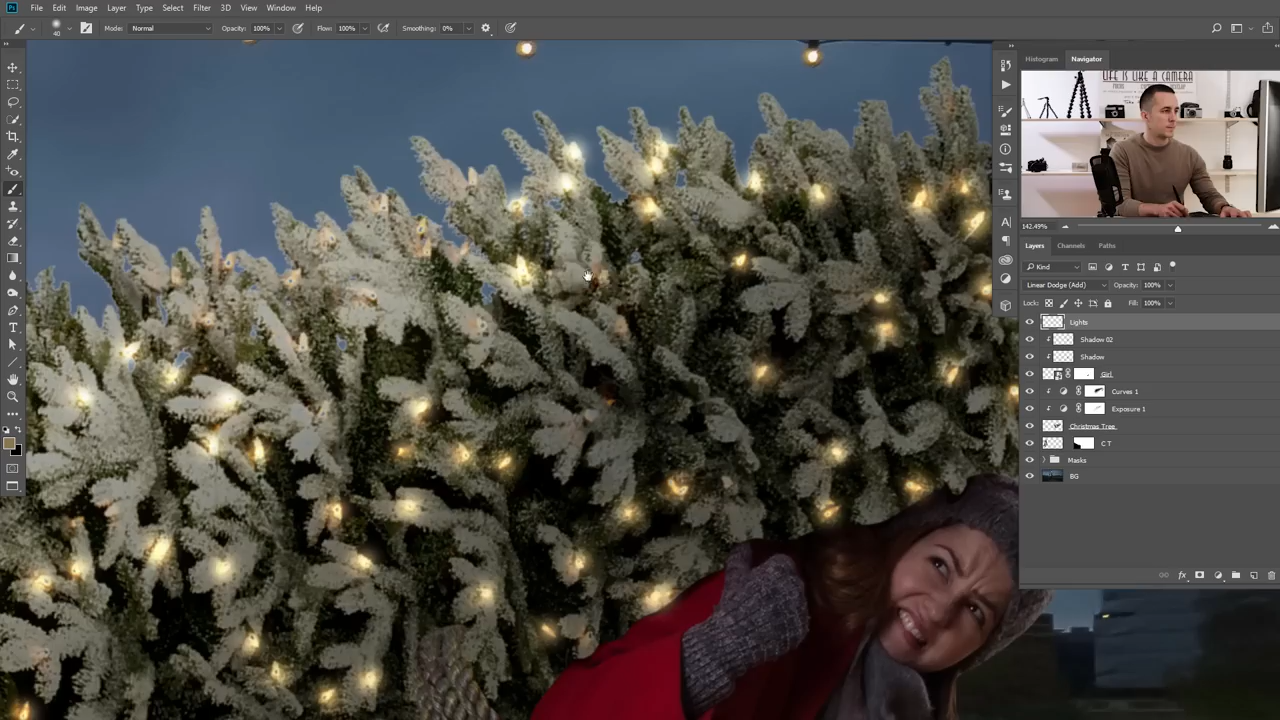 Ps File Edit Image Layer Type Select Filter 3D View Window Help
40 Mode: Normal Opacity: 100% Flow: 100% Smoothing: 0%
Histogram Navigator
LIFE IS LIKE A CAMERA
142.49%
Layers Channels Paths
Kind
Linear Dodge (Add) Opacity: 100%
Lock: Fill: 100%
Lights
Shadow 02
Shadow
Girl
Curves 1
Exposure 1
Christmas Tree
C T
Masks
BG